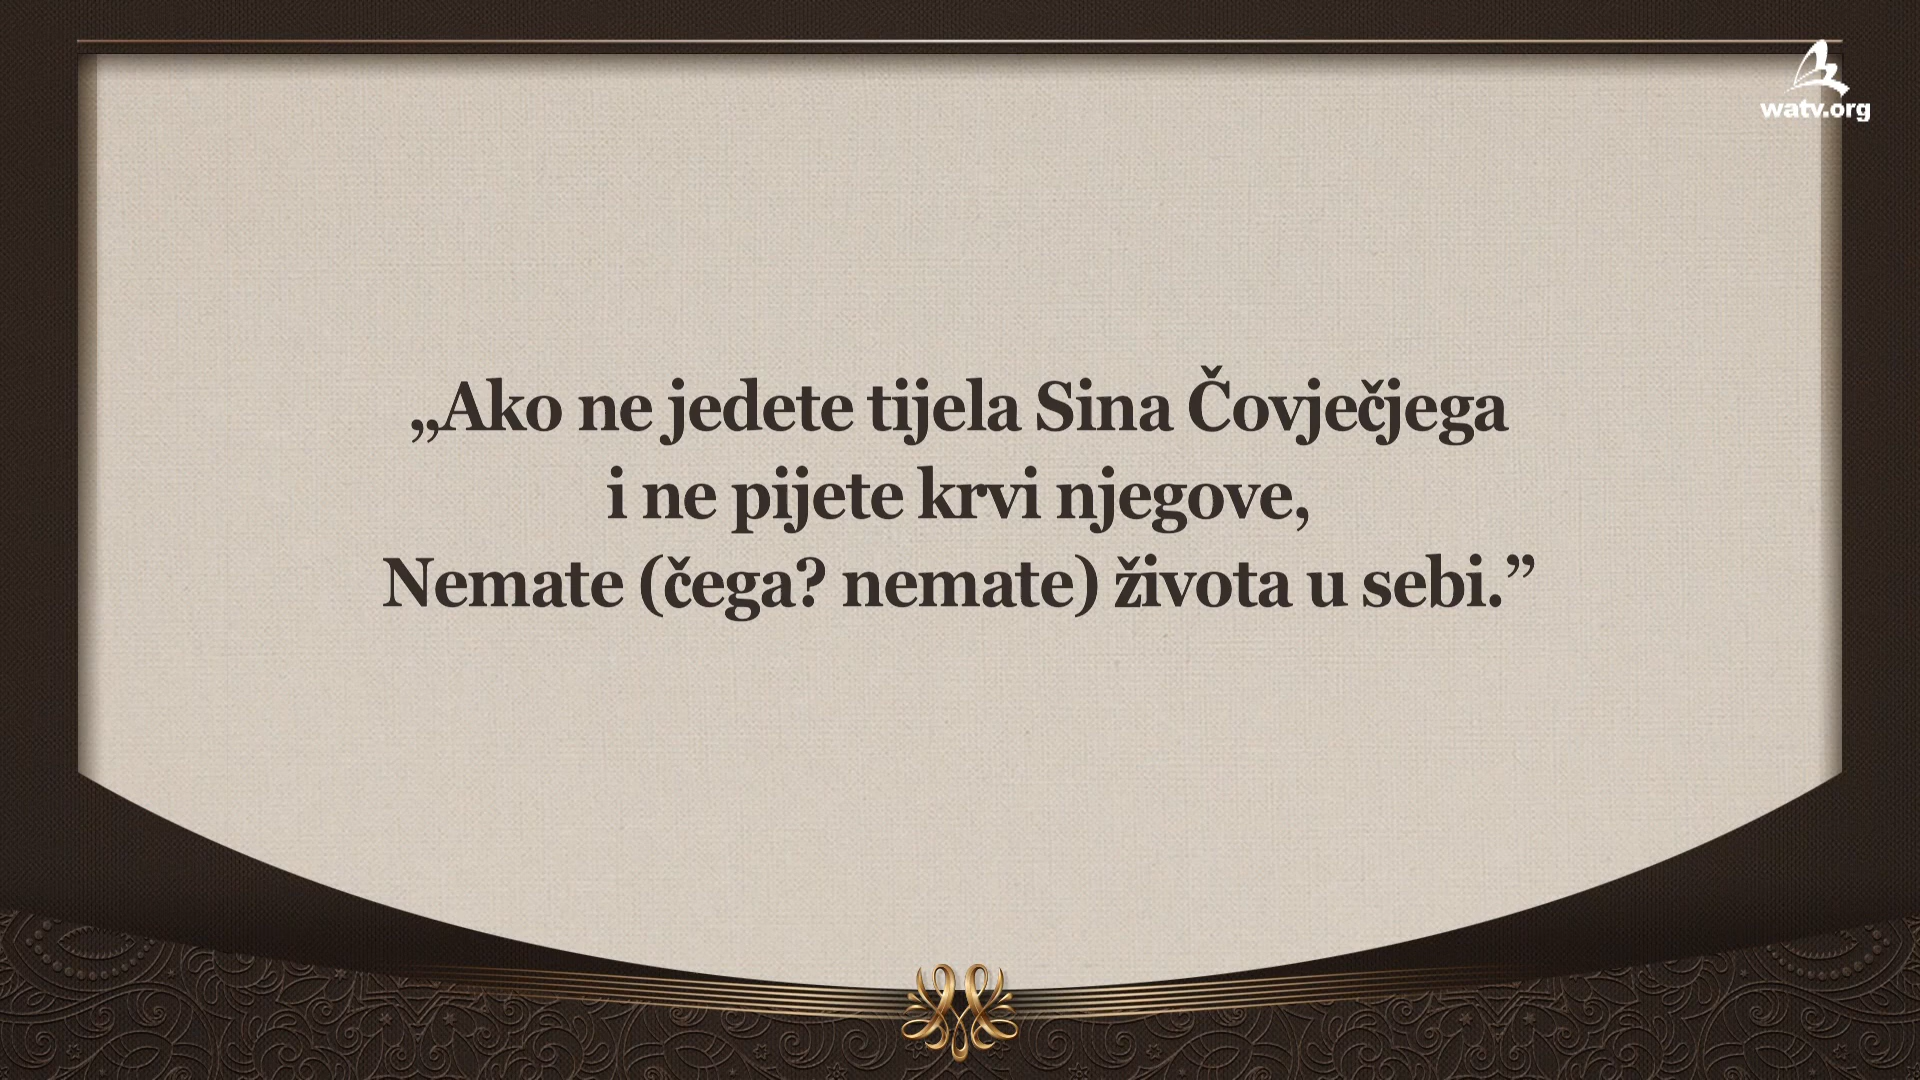 watv.org
„Ako ne jedete tijela Sina Čovječjega
i ne pijete krvi njegove,
Nemate (čega? nemate) života u sebi.”